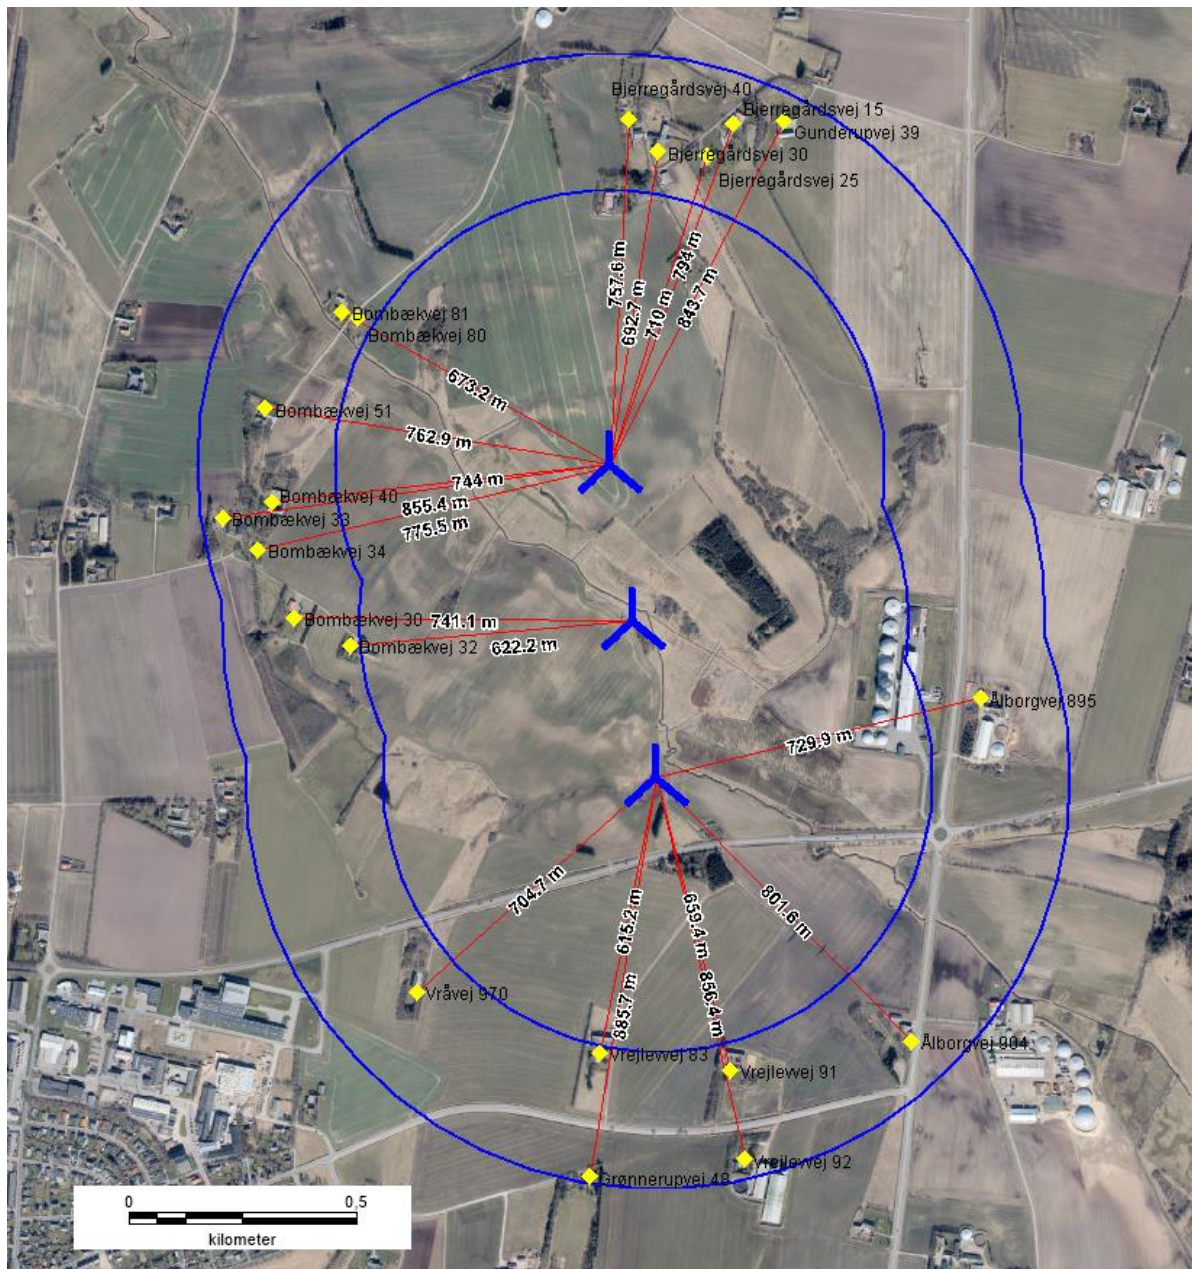 Bjerregårdsvej 40
Bjerregårdsvej 15
Gunderupvej 39
Bjerregårdsvej 30
Bjerregårdsvej 25
757.6 m
692.7 m
710 m
794 m
843.7 m
Bombækvej 81
Bombækvej 80
673.2 m
Bombækvej 51
762.9 m
744 m
Bombækvej 40
855.4 m
Bombækvej 33
775.5 m
Bombækvej 34
Bombækvej 30
741.1 m
Bombækvej 32
622.2 m
Ålborgvej 895
729.9 m
704.7 m
615.2 m
885.7 m
659.4 m
856.4 m
801.6 m
Vråvej 970
Vrejlevvej 83
Ålborgvej 904
Vrejlevvej 91
Vrejlevvej 92
Grønnerupvej 48
0 0,5
kilometer